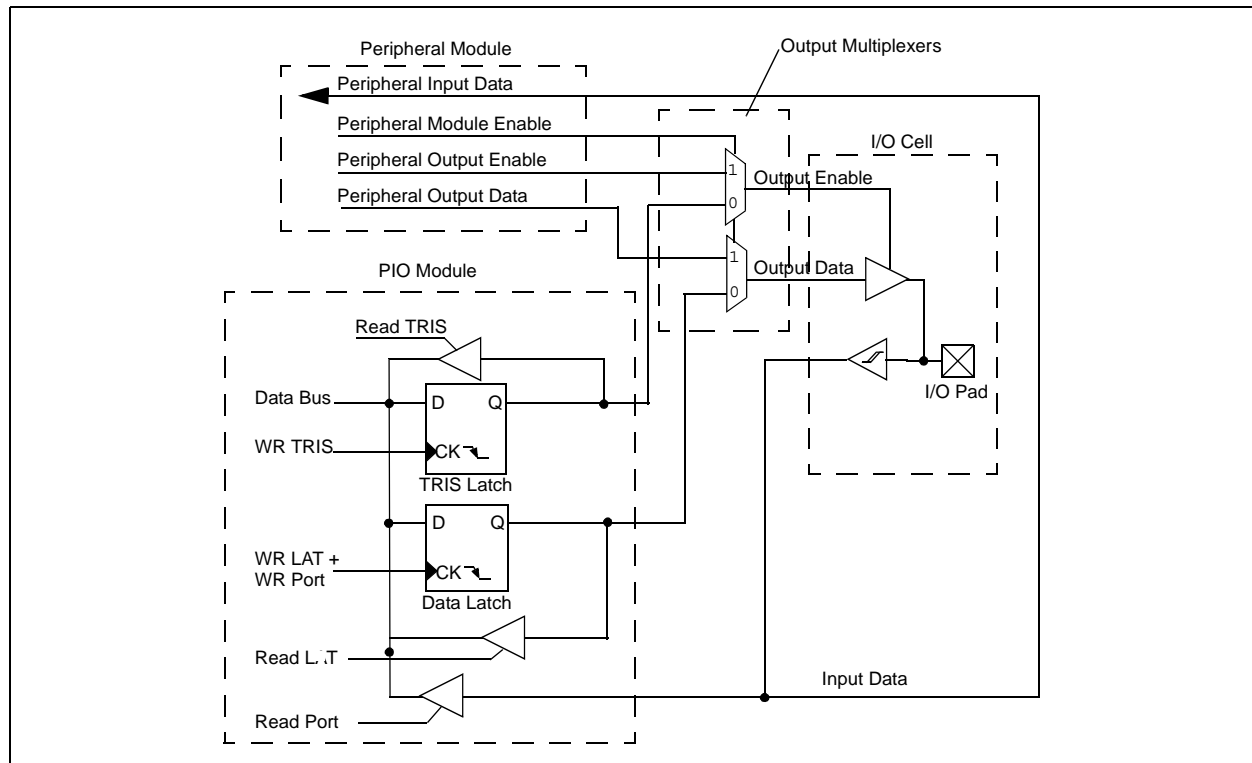 Output Multiplexers
Peripheral Module
Peripheral Input Data
Peripheral Module Enable
I/O Cell
Peripheral Output Enable
1
Output Enable
Peripheral Output Data
0
1
Output Data
0
PIO Module
Read TRIS
I/O Pad
Data Bus
D
Q
WR TRIS
CK
TRIS Latch
D
Q
WR LAT +
WR Port
CK
Data Latch
Read LAT
Input Data
Read Port